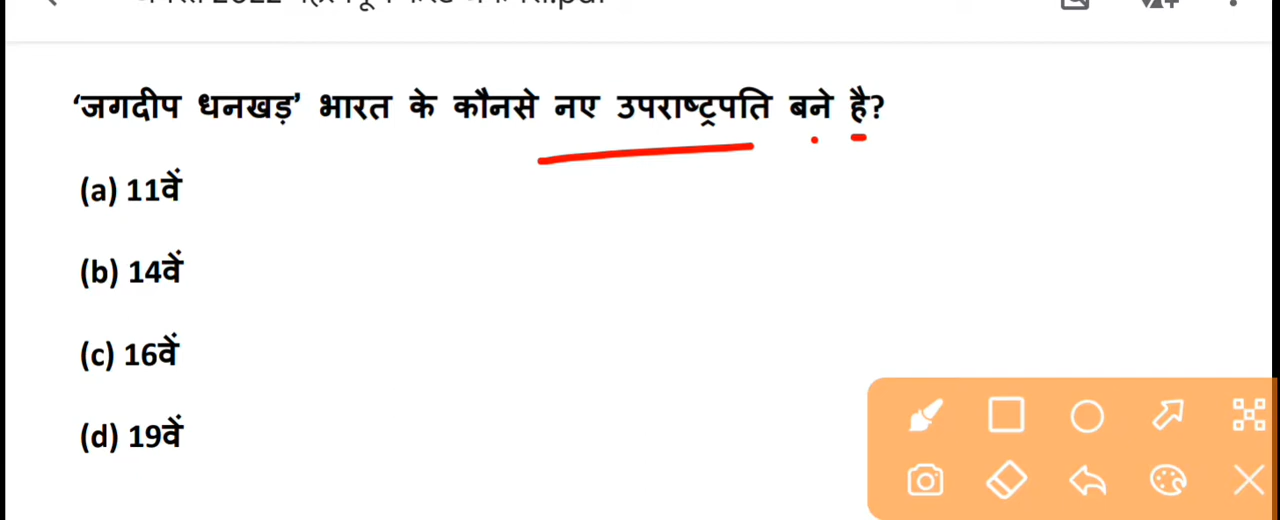 ‘जगदीप धनखड़’ भारत के कौनसे नए उपराष्ट्रपति बने है?
(a) 11वें
(b) 14वें
(c) 16वें
(d) 19वें